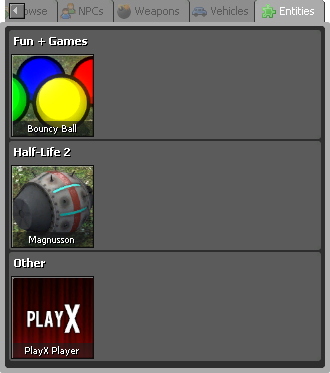 owse NPCs Weapons Vehicles Entities
Fun + Games
Bouncy Ball
Half-Life 2
Magnusson
Other
PLAYX
PlayX Player